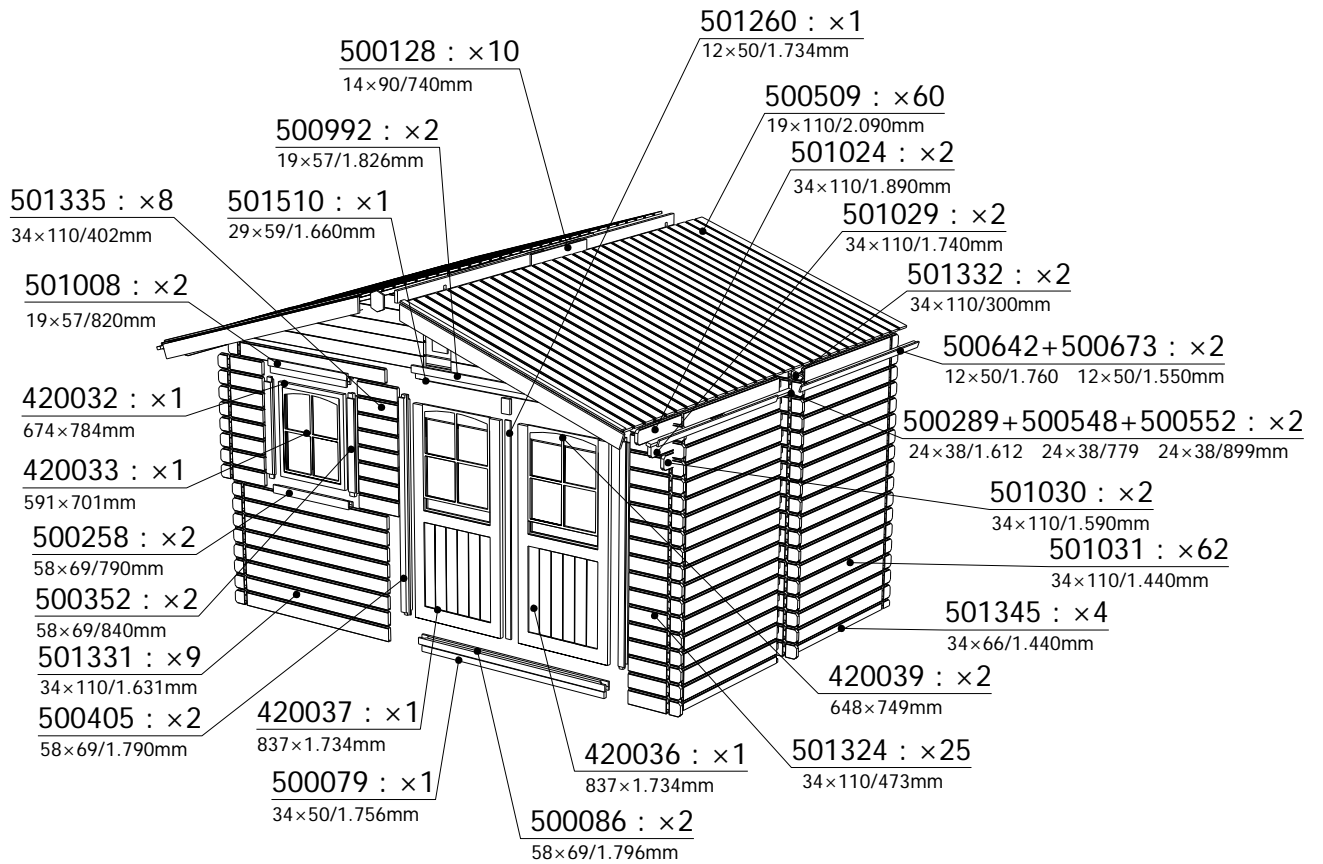 501260 : ×1
12×50/1.734mm
500128 : ×10
14×90/740mm
500509 : ×60
19×110/2.090mm
500992 : ×2
19×57/1.826mm
501024 : ×2
34×110/1.890mm
501335 : ×8
34×110/402mm
501510 : ×1
29×59/1.660mm
501029 : ×2
34×110/1.740mm
501008 : ×2
19×57/820mm
501332 : ×2
34×110/300mm
500642+500673 : ×2
12×50/1.760 12×50/1.550mm
420032 : ×1
674×784mm
500289+500548+500552 : ×2
24×38/1.612 24×38/779 24×38/899mm
420033 : ×1
591×701mm
501030 : ×2
34×110/1.590mm
500258 : ×2
58×69/790mm
501031 : ×62
34×110/1.440mm
500352 : ×2
58×69/840mm
501345 : ×4
34×66/1.440mm
501331 : ×9
34×110/1.631mm
420039 : ×2
648×749mm
500405 : ×2
58×69/1.790mm
420037 : ×1
837×1.734mm
420036 : ×1
837×1.734mm
501324 : ×25
34×110/473mm
500079 : ×1
34×50/1.756mm
500086 : ×2
58×69/1.796mm